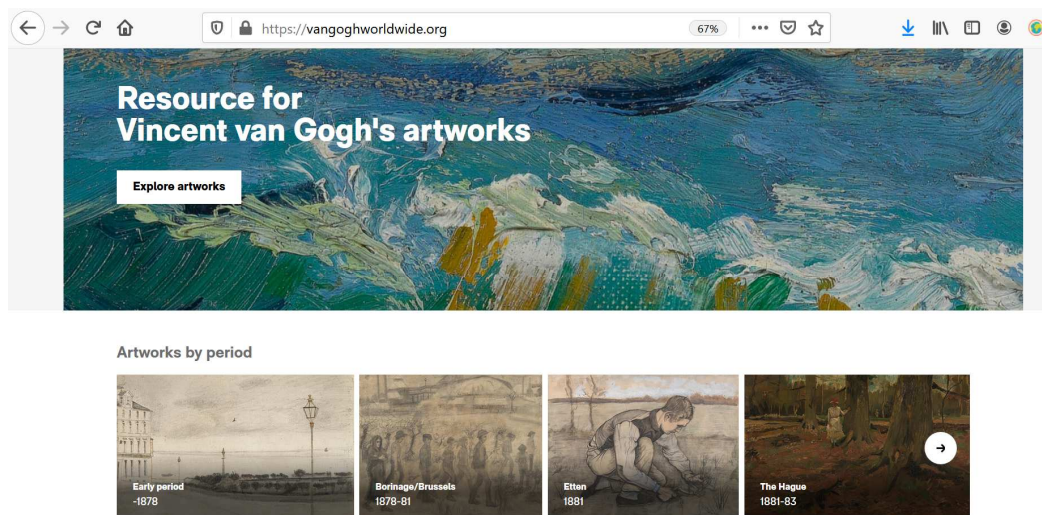 https://vangoghworldwide.org
67%
Resource for
Vincent van Gogh's artworks
Explore artworks
Artworks by period
Early period
-1878
Borinage/Brussels
1878-81
Etten
1881
The Hague
1881-83